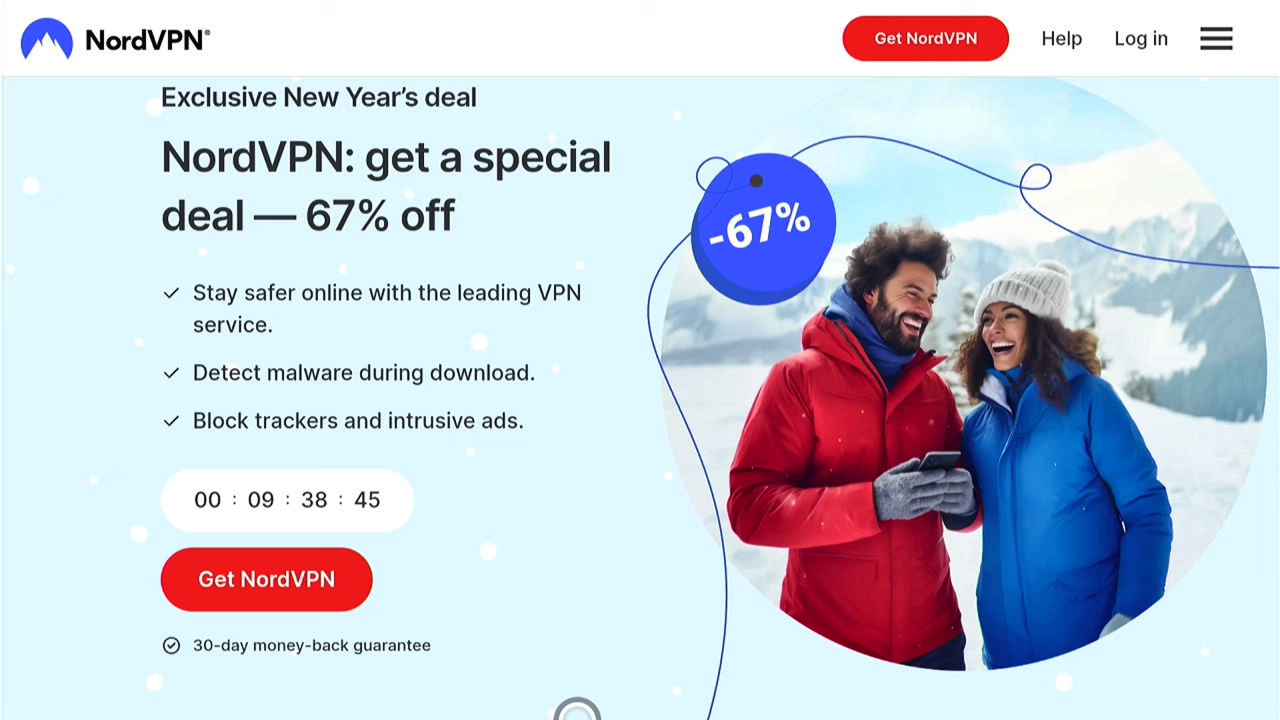 NordVPN®
Get NordVPN
Help
Log in
Exclusive New Year’s deal
NordVPN: get a special
deal — 67% off
-67%
Stay safer online with the leading VPN
service.
Detect malware during download.
Block trackers and intrusive ads.
00 : 09 : 38 : 45
Get NordVPN
30-day money-back guarantee